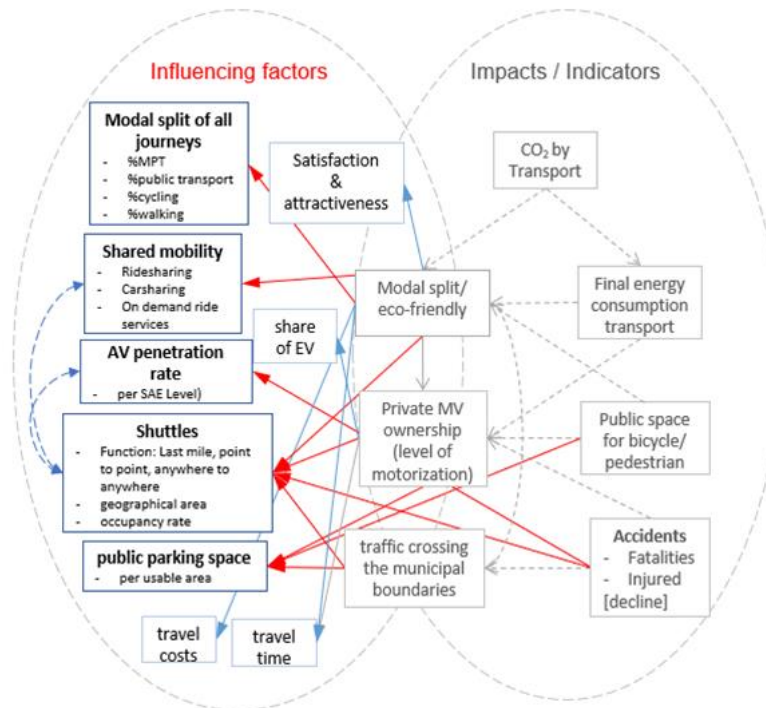 Influencing factors
Impacts / Indicators
Modal split of all
journeys
- %MPT
- %public transport
- %cycling
- %walking
Satisfaction
&
attractiveness
CO₂ by
Transport
Shared mobility
- Ridesharing
- Carsharing
- On demand ride
services
Modal split/
eco-friendly
Final energy
consumption
transport
share
of EV
AV penetration
rate
- per SAE Level)
Private MV
ownership
(level of
motorization)
Public space
for bicycle/
pedestrian
Shuttles
- Function: Last mile, point
to point, anywhere to
anywhere
- geographical area
- occupancy rate
public parking space
- per usable area
traffic crossing
the municipal
boundaries
Accidents
- Fatalities
- Injured
[decline]
travel
costs
travel
time